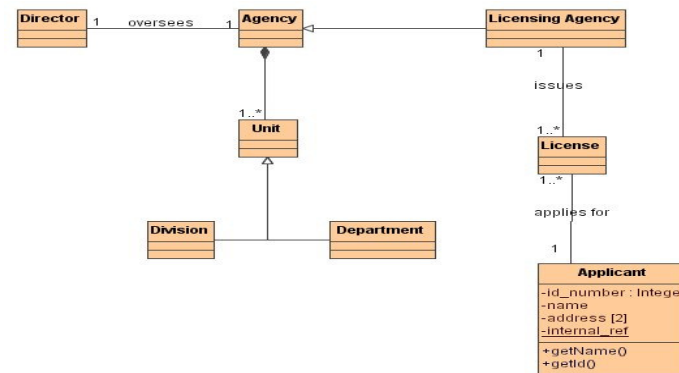 Director
1
oversees
1
Agency
Licensing Agency
1
issues
1..*
Unit
1..*
License
1..*
applies for
1
Division
Department
Applicant
-id_number : Intege
-name
-address [2]
-internal_ref
+getName()
+getId()